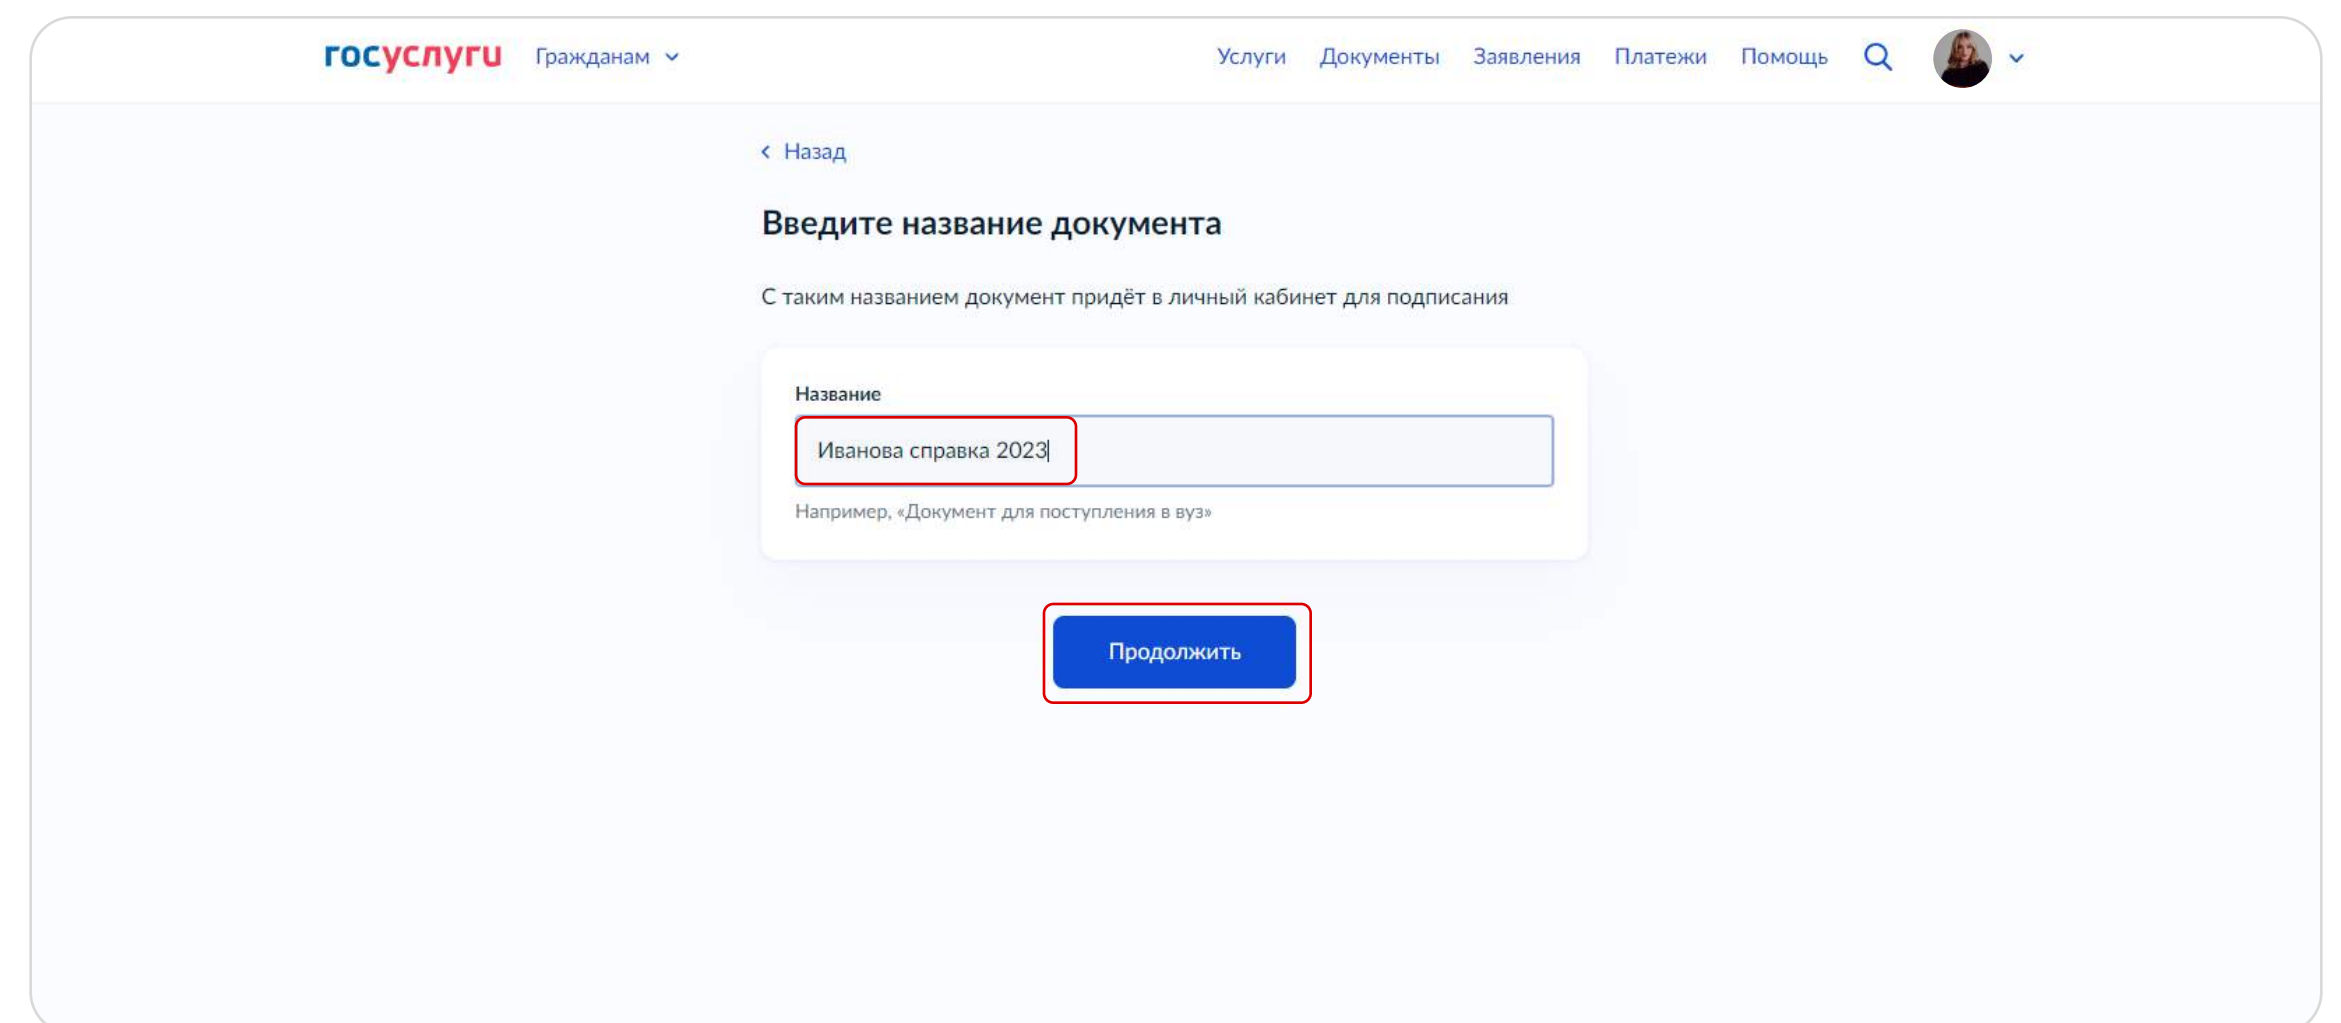 госуслуги Гражданам Услуги Документы Заявления Платежи Помощь
Назад
Введите название документа
С таким названием документ придёт в личный кабинет для подписания
Название
Иванова справка 2023
Например, «Документ для поступления в вуз»
Продолжить